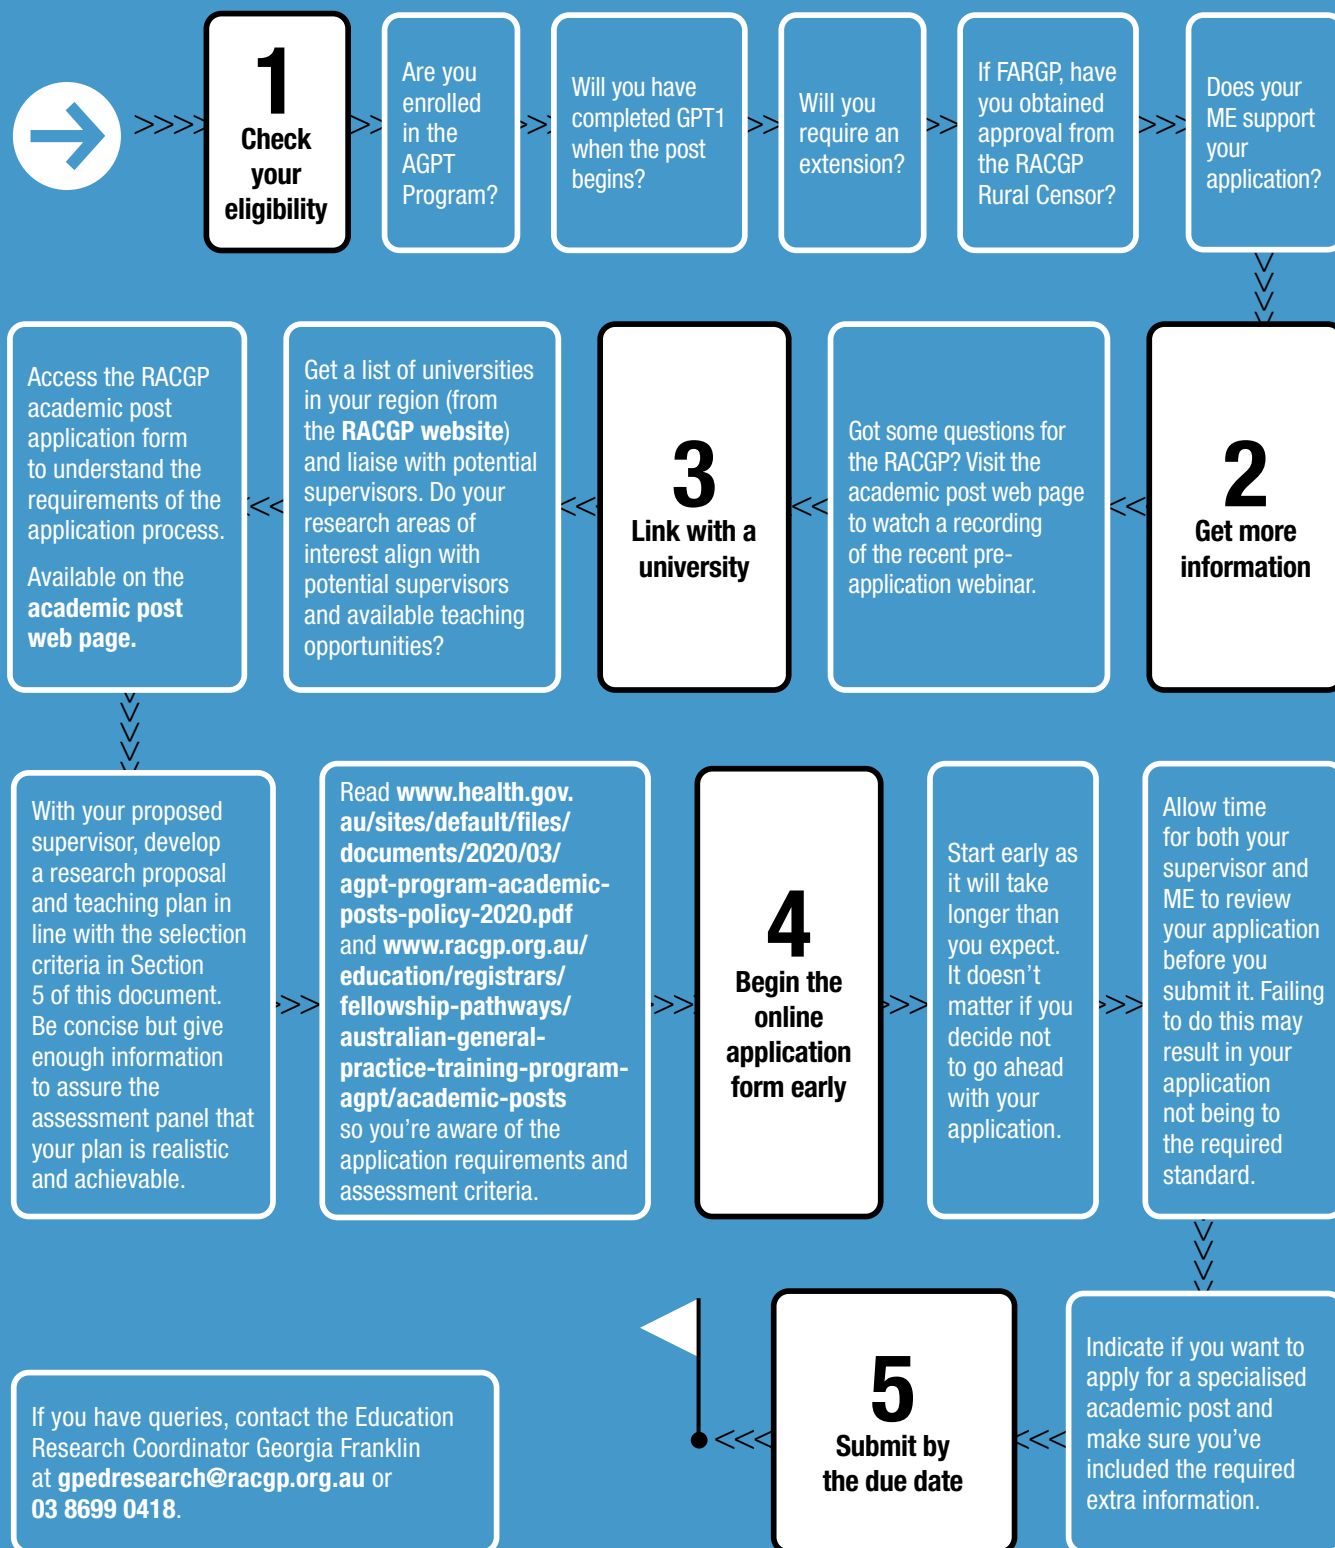 1
Check
your
eligibility
Are you
enrolled
in the
AGPT
Program?
Will you have
completed GPT1
when the post
begins?
Will you
require an
extension?
If FARGP, have
you obtained
approval from
the RACGP
Rural Censor?
Does your
ME support
your
application?
2
Get more
information
Got some questions for
the RACGP? Visit the
academic post web page
to watch a recording
of the recent pre-
application webinar.
3
Link with a
university
Get a list of universities
in your region (from
the RACGP website)
and liaise with potential
supervisors. Do your
research areas of
interest align with
potential supervisors
and available teaching
opportunities?
Access the RACGP
academic post
application form
to understand the
requirements of the
application process.
Available on the
academic post
web page.
With your proposed
supervisor, develop
a research proposal
and teaching plan in
line with the selection
criteria in Section
5 of this document.
Be concise but give
enough information
to assure the
assessment panel that
your plan is realistic
and achievable.
Read www.health.gov.
au/sites/default/files/
documents/2020/03/
agpt-program-academic-
posts-policy-2020.pdf
and www.racgp.org.au/
education/registrars/
fellowship-pathways/
australian-general-
practice-training-program-
agpt/academic-posts
so you're aware of the
application requirements and
assessment criteria.
4
Begin the
online
application
form early
Start early as
it will take
longer than
you expect.
It doesn't
matter if you
decide not
to go ahead
with your
application.
Allow time
for both your
supervisor and
ME to review
your application
before you
submit it. Failing
to do this may
result in your
application
not being to
the required
standard.
Indicate if you want to
apply for a specialised
academic post and
make sure you've
included the required
extra information.
5
Submit by
the due date
If you have queries, contact the Education
Research Coordinator Georgia Franklin
at gpedresearch@racgp.org.au or
03 8699 0418.